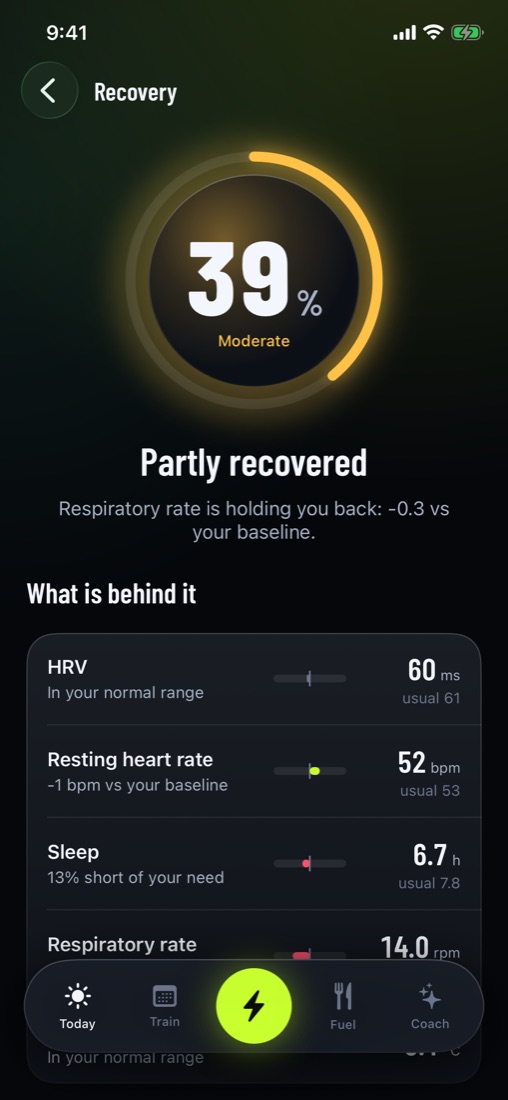 9:41
Recovery
39 %
Moderate
Partly recovered
Respiratory rate is holding you back: -0.3 vs
your baseline.
What is behind it
HRV
60 ms
In your normal range
usual 61
Resting heart rate
52 bpm
-1 bpm vs your baseline
usual 53
Sleep
6.7 h
13% short of your need
usual 7.8
Respiratory rate
14.0 rpm
Today
Train
Fuel
Coach
In your normal range